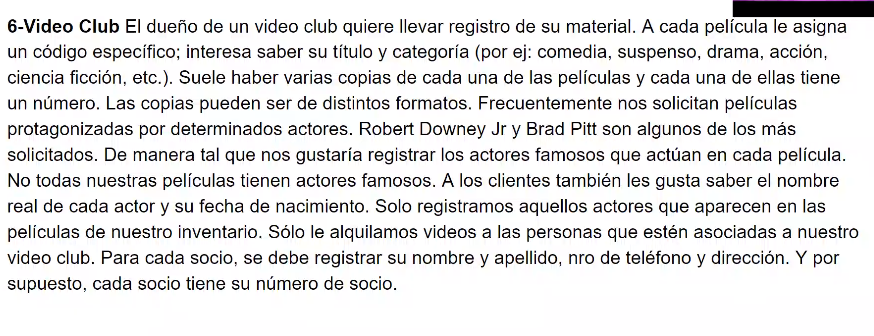 6-Video Club El dueño de un video club quiere llevar registro de su material. A cada película le asigna
un código específico; interesa saber su título y categoría (por ej: comedia, suspenso, drama, acción,
ciencia ficción, etc.). Suele haber varias copias de cada una de las películas y cada una de ellas tiene
un número. Las copias pueden ser de distintos formatos. Frecuentemente nos solicitan películas
protagonizadas por determinados actores. Robert Downey Jr y Brad Pitt son algunos de los más
solicitados. De manera tal que nos gustaría registrar los actores famosos que actúan en cada película.
No todas nuestras películas tienen actores famosos. A los clientes también les gusta saber el nombre
real de cada actor y su fecha de nacimiento. Solo registramos aquellos actores que aparecen en las
películas de nuestro inventario. Sólo le alquilamos videos a las personas que estén asociadas a nuestro
video club. Para cada socio, se debe registrar su nombre y apellido, nro de teléfono y dirección. Y por
supuesto, cada socio tiene su número de socio.